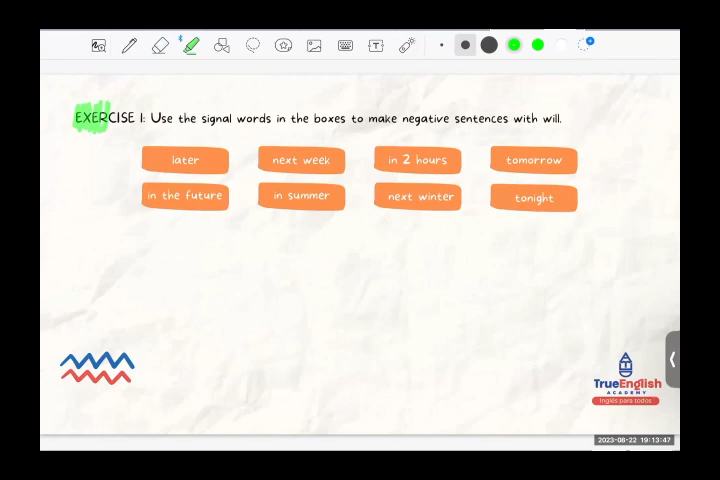 EXERCISE 1: Use the signal words in the boxes to make negative sentences with will.
later next week in 2 hours tomorrow
in the future in summer next winter tonight
TrueEnglish
ACADEMY
Inglés para todos
2023-08-22 19:13:47